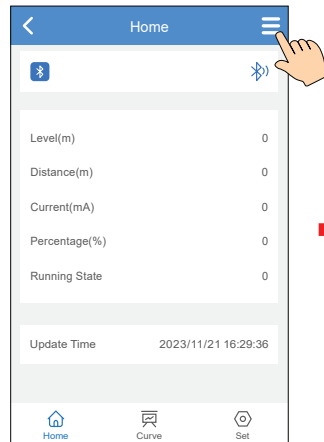 Home
Level(m) 0
Distance(m) 0
Current(mA) 0
Percentage(%) 0
Running State 0
Update Time 2023/11/21 16:29:36
Home Curve Set